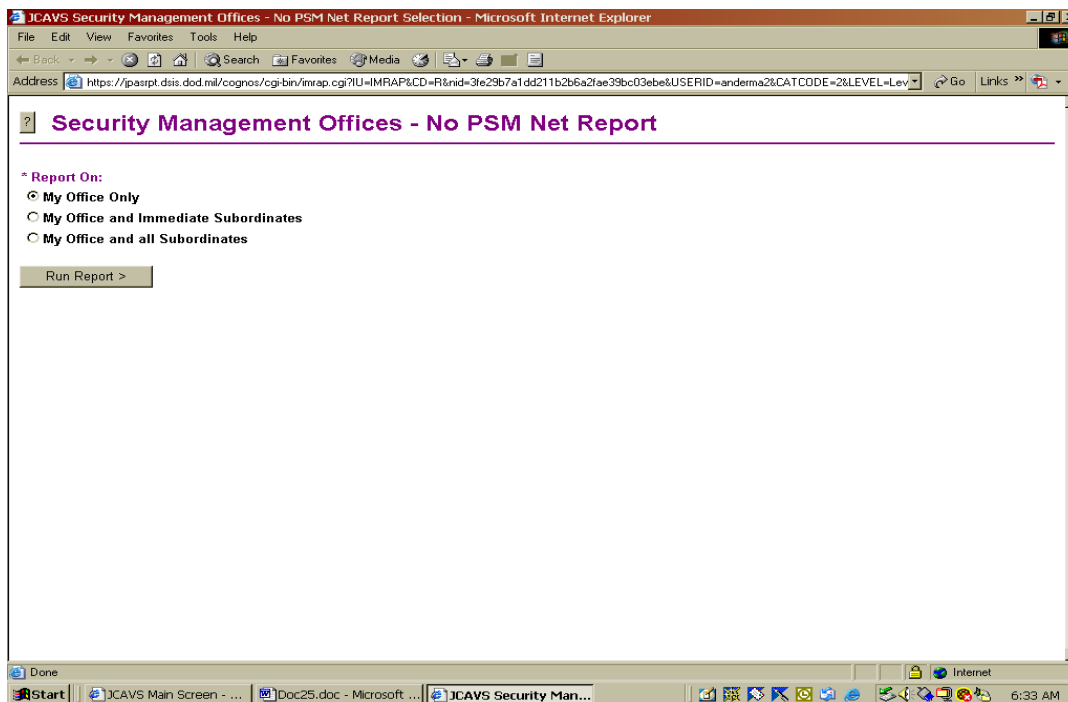 JCAVS Security Management Offices - No PSM Net Report Selection - Microsoft Internet Explorer
File Edit View Favorites Tools Help
Back Search Favorites Media
Address https://jpasrpt.dsis.dod.mil/cognos/cgi-bin/imrap.cgi?IU=IMRAP&CD=R&nid=3fe29b7a1dd211b2b6a2fae39bc03ebe&USERID=anderma2&CATCODE=2&LEVEL=Lev Go Links »
? Security Management Offices - No PSM Net Report
* Report On:
My Office Only
My Office and Immediate Subordinates
My Office and all Subordinates
Run Report >
Done Internet
Start JCAVS Main Screen - ... Doc25.doc - Microsoft ... JCAVS Security Man... 6:33 AM